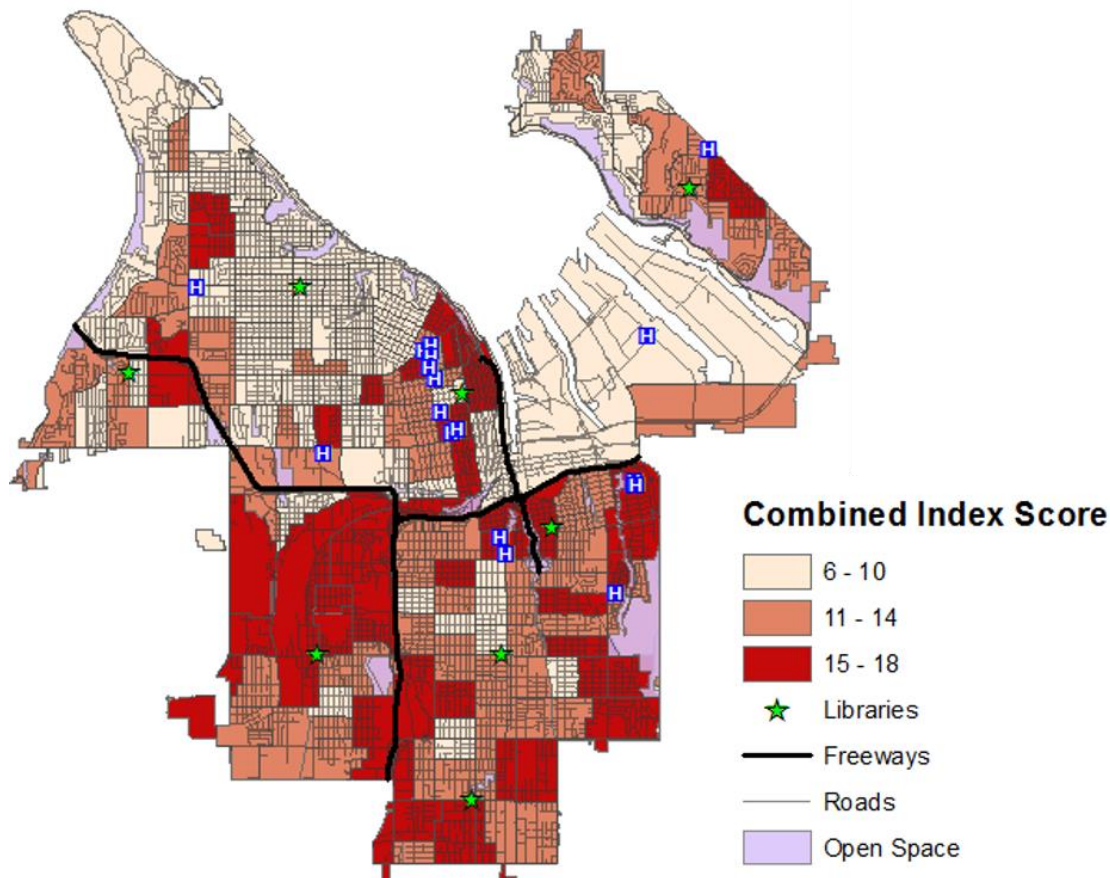 H
H
H
H
H
H
H
H
H
H
H
H
H
H
Combined Index Score
6 - 10
11 - 14
15 - 18
Libraries
Freeways
Roads
Open Space